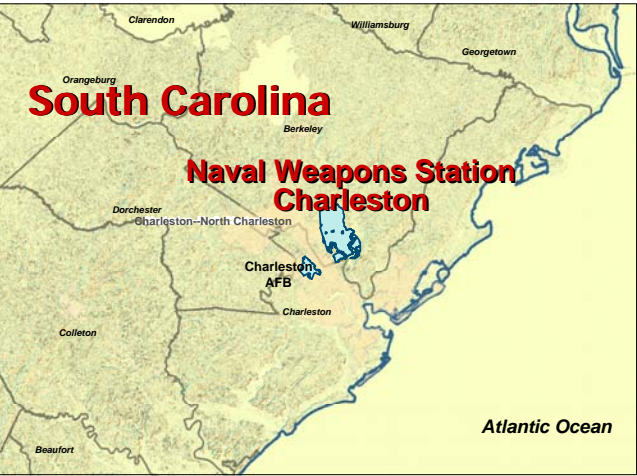 Clarendon
Williamsburg
Georgetown
Orangeburg
South Carolina
Berkeley
Naval Weapons Station
Charleston
Dorchester
Charleston--North Charleston
Charleston
AFB
Charleston
Colleton
Atlantic Ocean
Beaufort